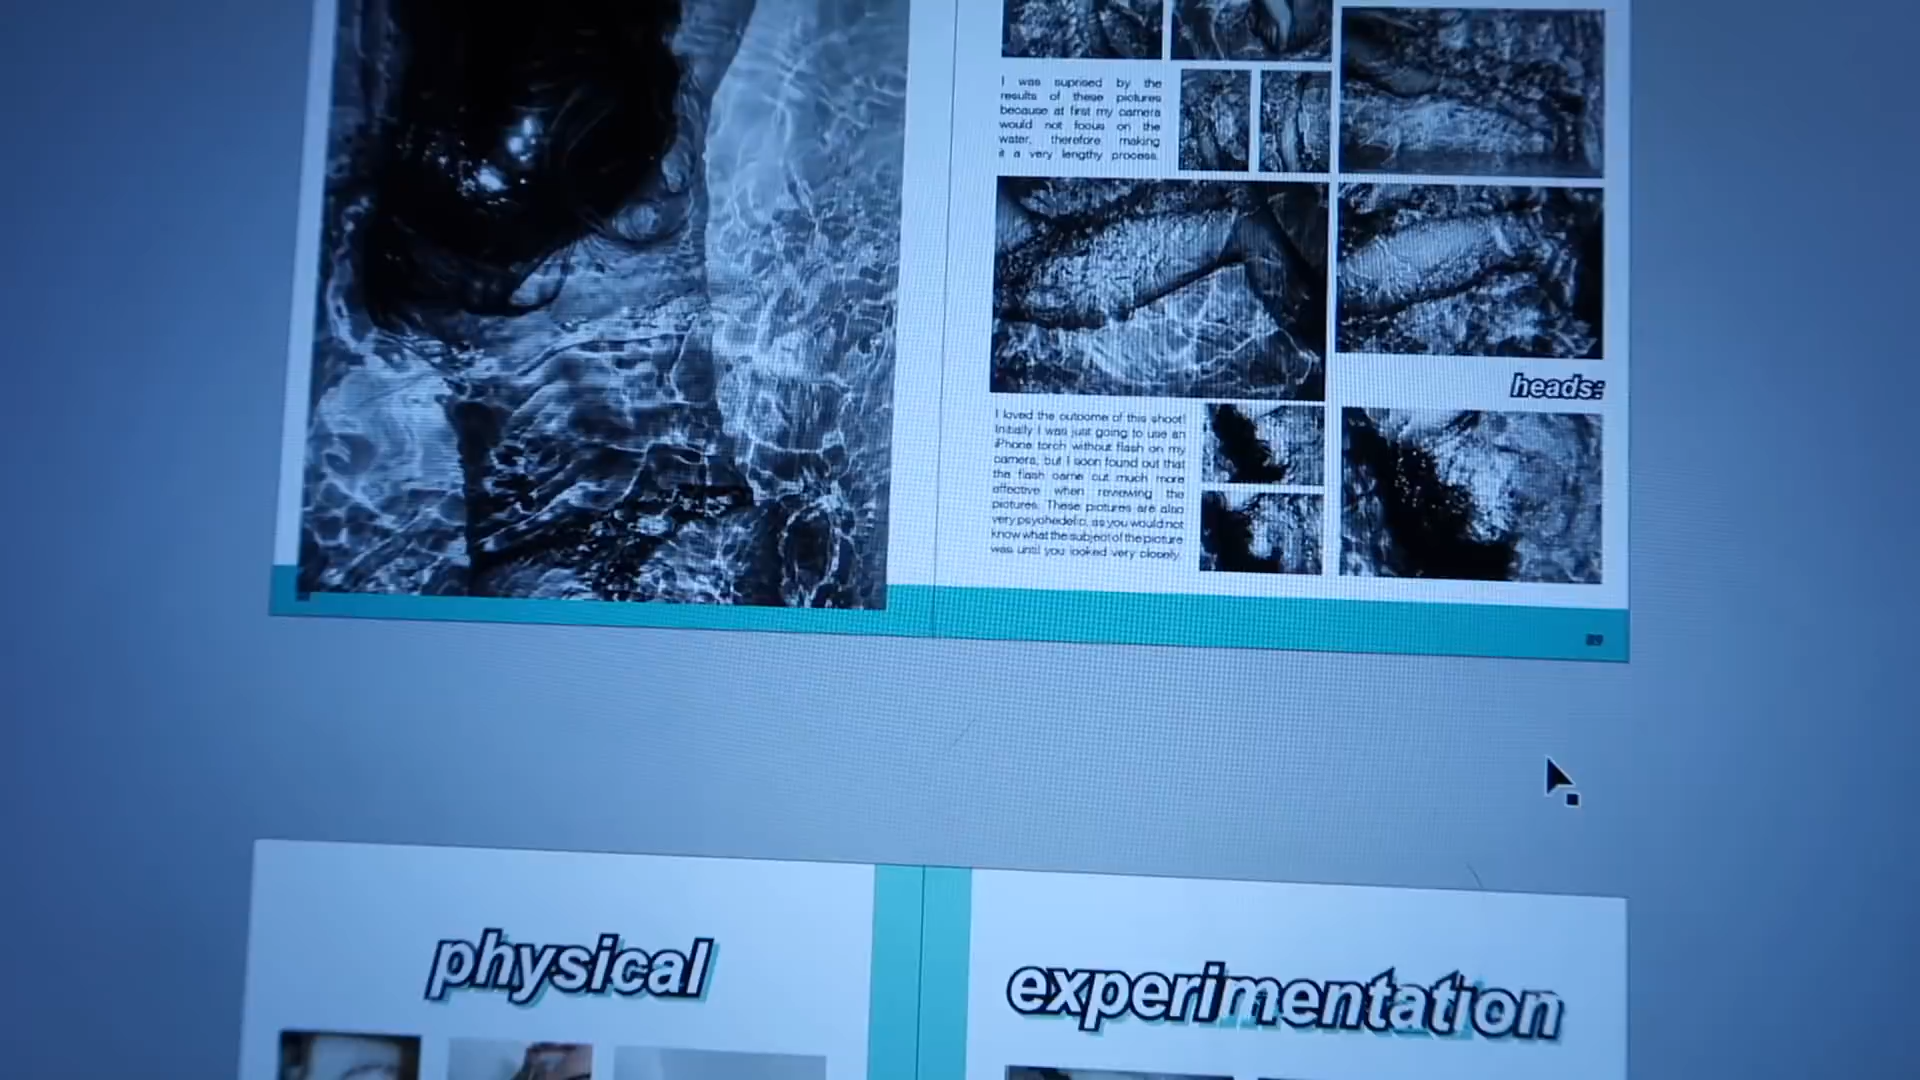 I was suprised by the
results of these pictures
because at first my camera
would not focus on the
water, therefore making
it a very lengthy process.
heads:
I loved the outcome of this shoot!
Initially I was just going to use an
iPhone torch without flash on my
camera, but I soon found out that
the flash came out much more
effective when reviewing the
pictures. These pictures are also
very psychedelic, as you would not
know what the subject of the picture
was until you looked very closely.
physical
experimentation